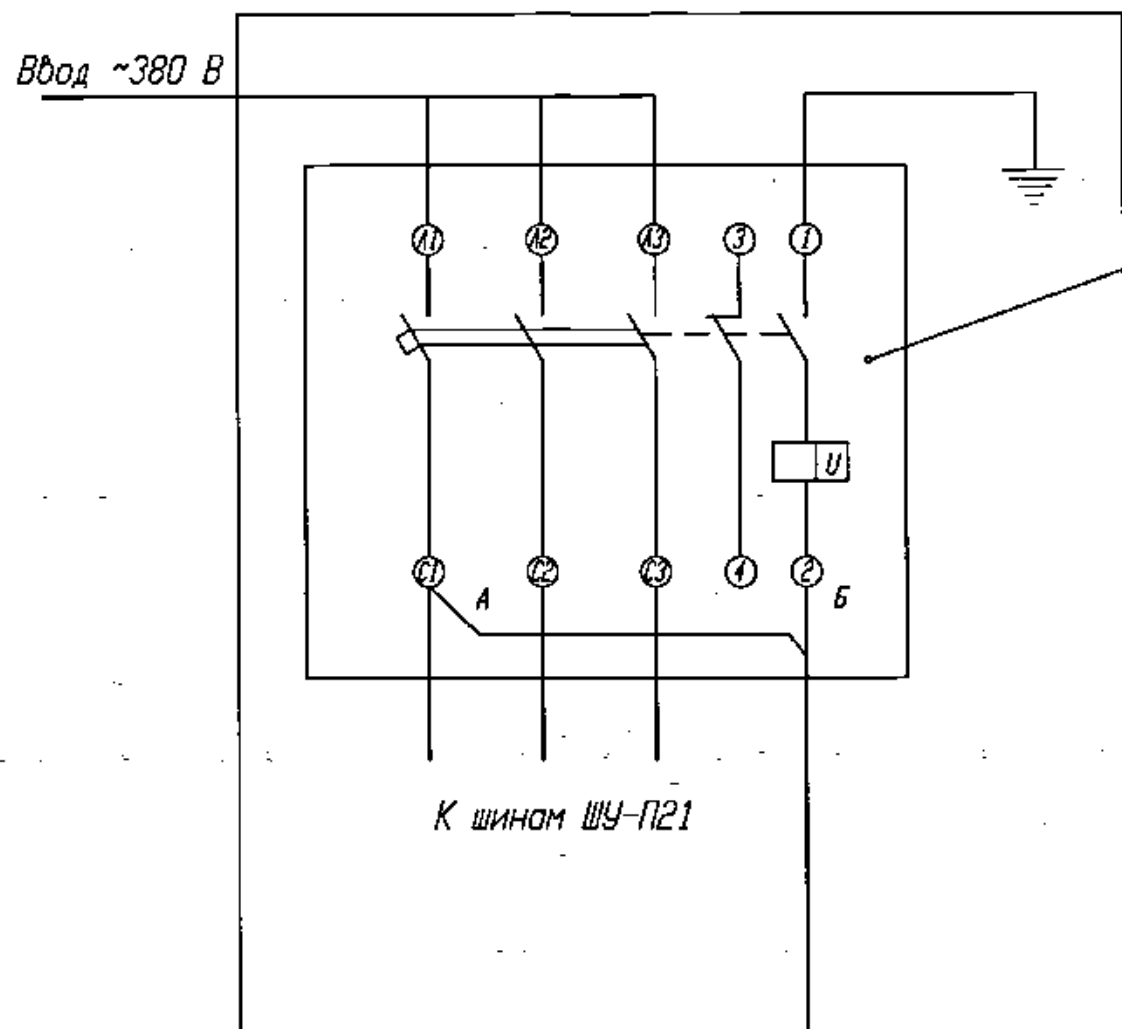 Ввод ~380 В
Л1 Л2 Л3 3 1
U
С1 С2 С3 4 2
А Б
К шинам ШУ-П21